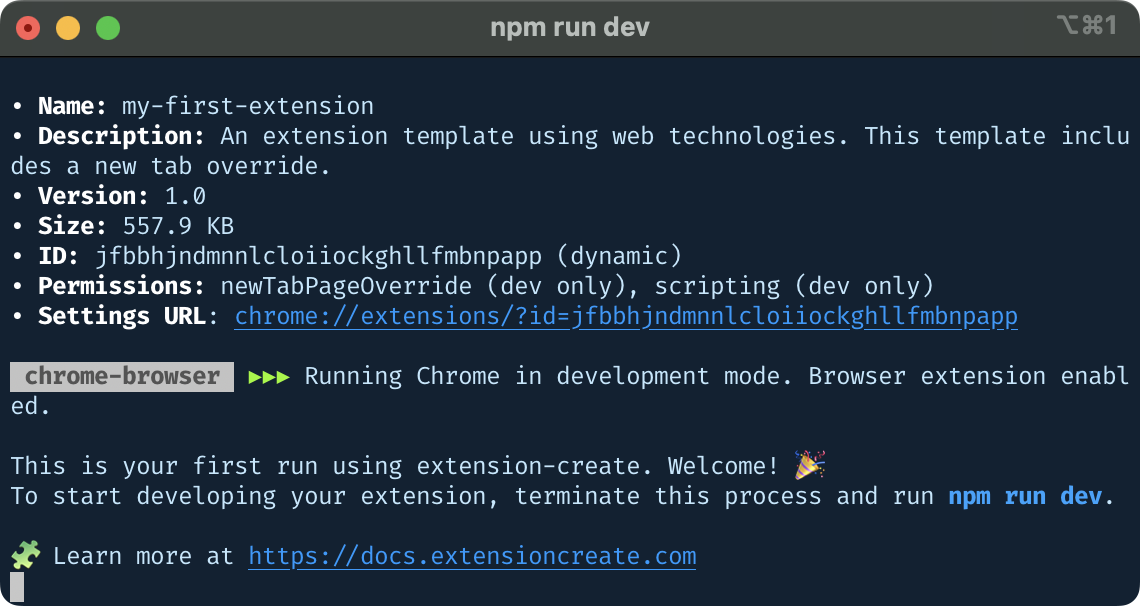 npm run dev
⌥⌘1
• Name: my-first-extension
• Description: An extension template using web technologies. This template inclu
des a new tab override.
• Version: 1.0
• Size: 557.9 KB
• ID: jfbbhjndmnnlcloiiockghllfmbnpapp (dynamic)
• Permissions: newTabPageOverride (dev only), scripting (dev only)
• Settings URL: chrome://extensions/?id=jfbbhjndmnnlcloiiockghllfmbnpapp
chrome-browser ►►► Running Chrome in development mode. Browser extension enabl
ed.
This is your first run using extension-create. Welcome! 🎉
To start developing your extension, terminate this process and run npm run dev.
🧩 Learn more at https://docs.extensioncreate.com